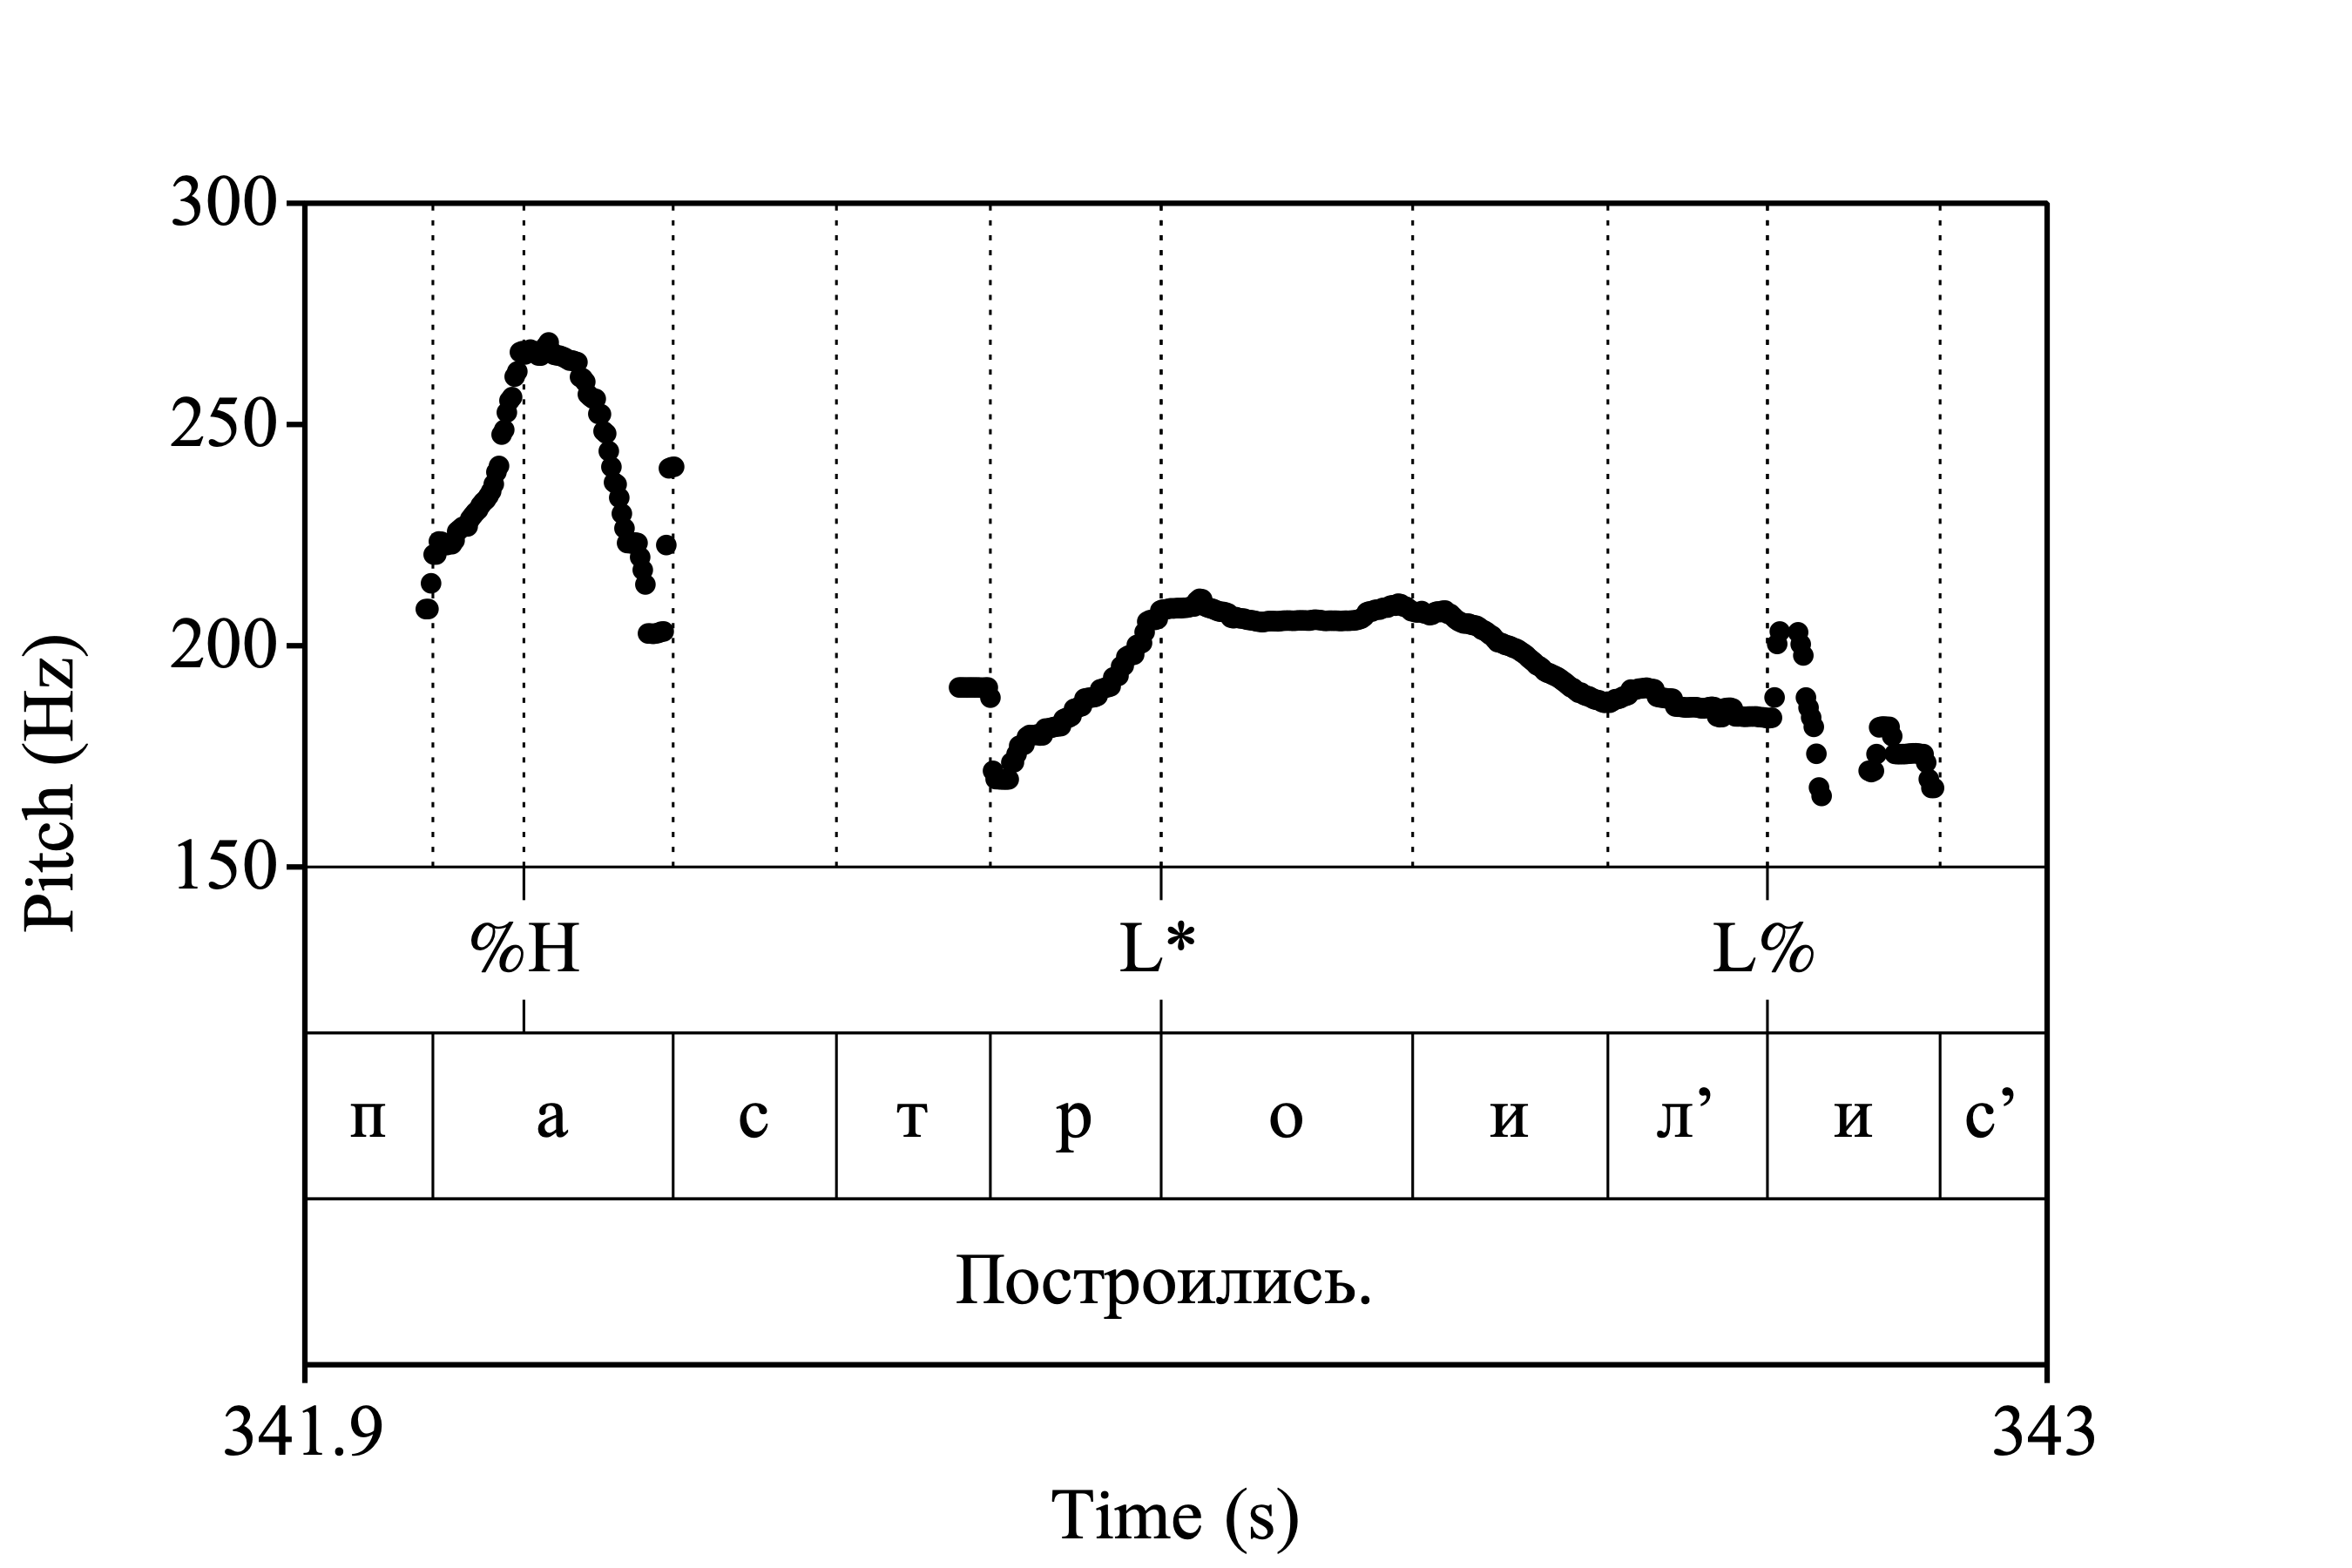 300
250
200
150
Pitch (Hz)
%H L* L%
п а с т р о и л’ и с’
Построились.
341.9 343
Time (s)